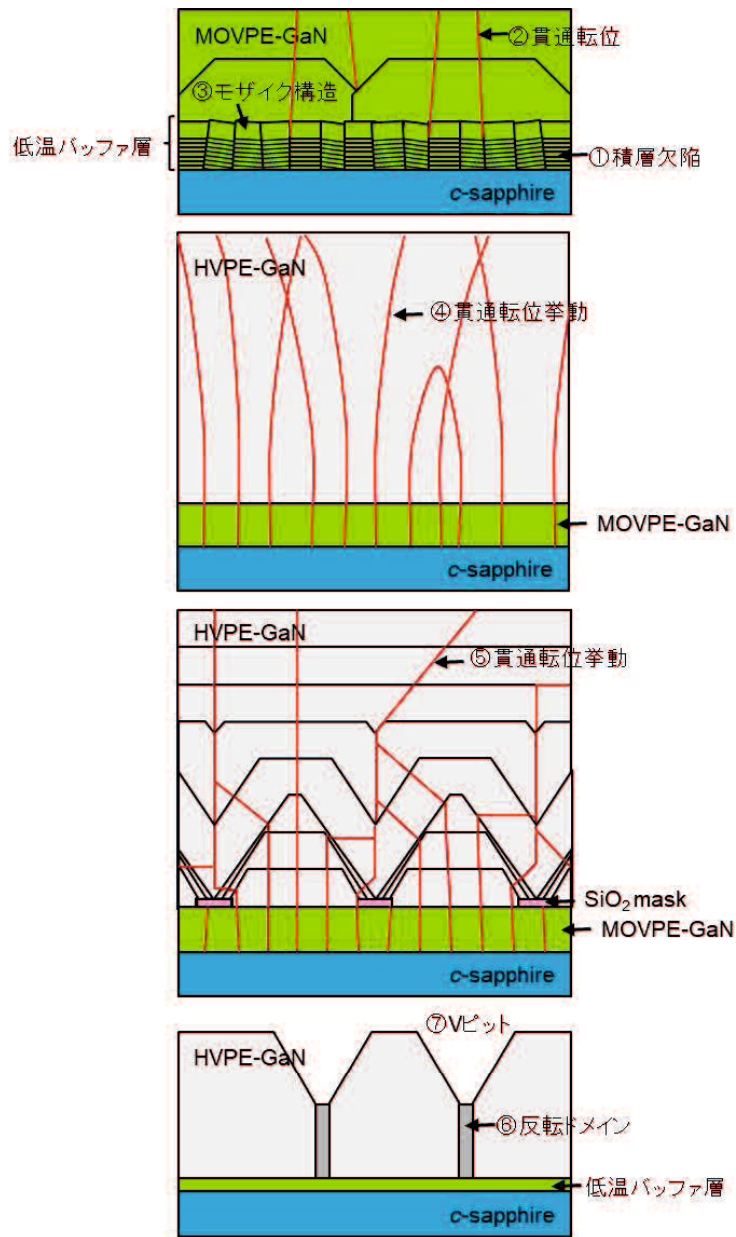 MOVPE-GaN
②貫通転位
③モザイク構造
低温バッファ層
①積層欠陥
c-sapphire
HVPE-GaN
④貫通転位挙動
MOVPE-GaN
c-sapphire
HVPE-GaN
⑤貫通転位挙動
SiO₂ mask
MOVPE-GaN
c-sapphire
⑦Vピット
HVPE-GaN
⑥反転ドメイン
低温バッファ層
c-sapphire